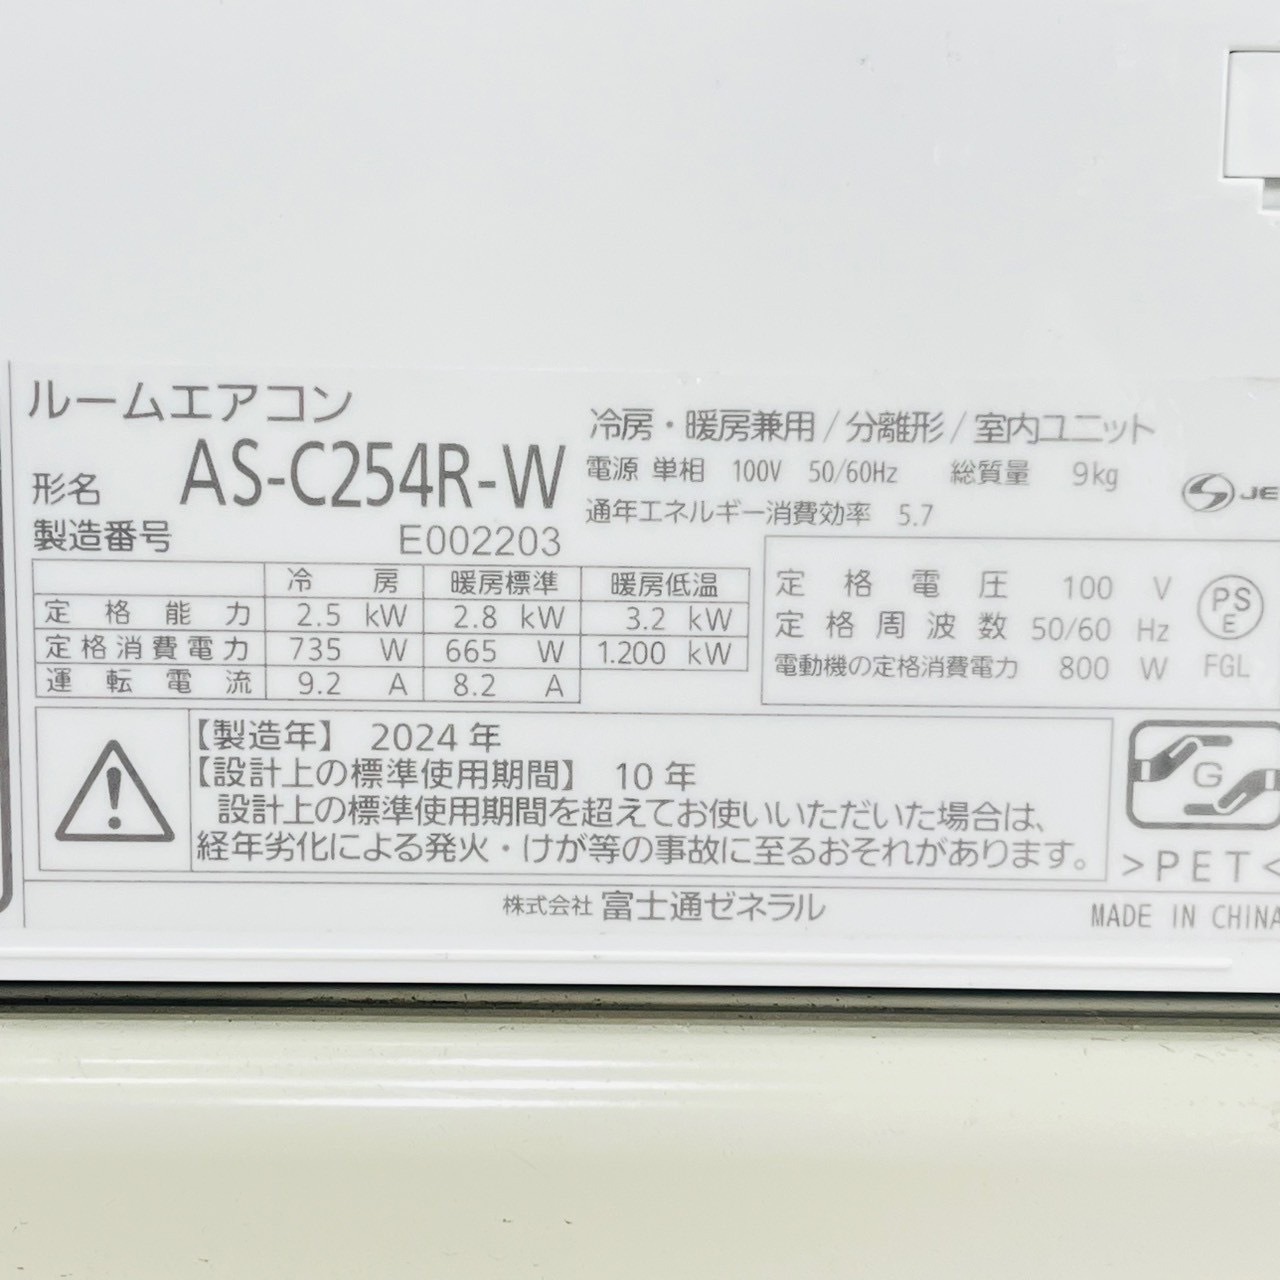 ルームエアコン
形名 AS-C254R-W
製造番号 E002203
冷房・暖房兼用/分離形/室内ユニット
電源 単相 100V 50/60Hz 総質量 9kg
通年エネルギー消費効率 5.7
冷房 暖房標準 暖房低温
定格能力 2.5 kW 2.8 kW 3.2 kW
定格消費電力 735 W 665 W 1.200 kW
運転電流 9.2 A 8.2 A
定格電圧 100 V
定格周波数 50/60 Hz
電動機の定格消費電力 800 W
PS
E
FGL
【製造年】 2024 年
【設計上の標準使用期間】 10 年
設計上の標準使用期間を超えてお使いいただいた場合は、
経年劣化による発火・けが等の事故に至るおそれがあります。
G
>PET<
株式会社 富士通ゼネラル
MADE IN CHINA